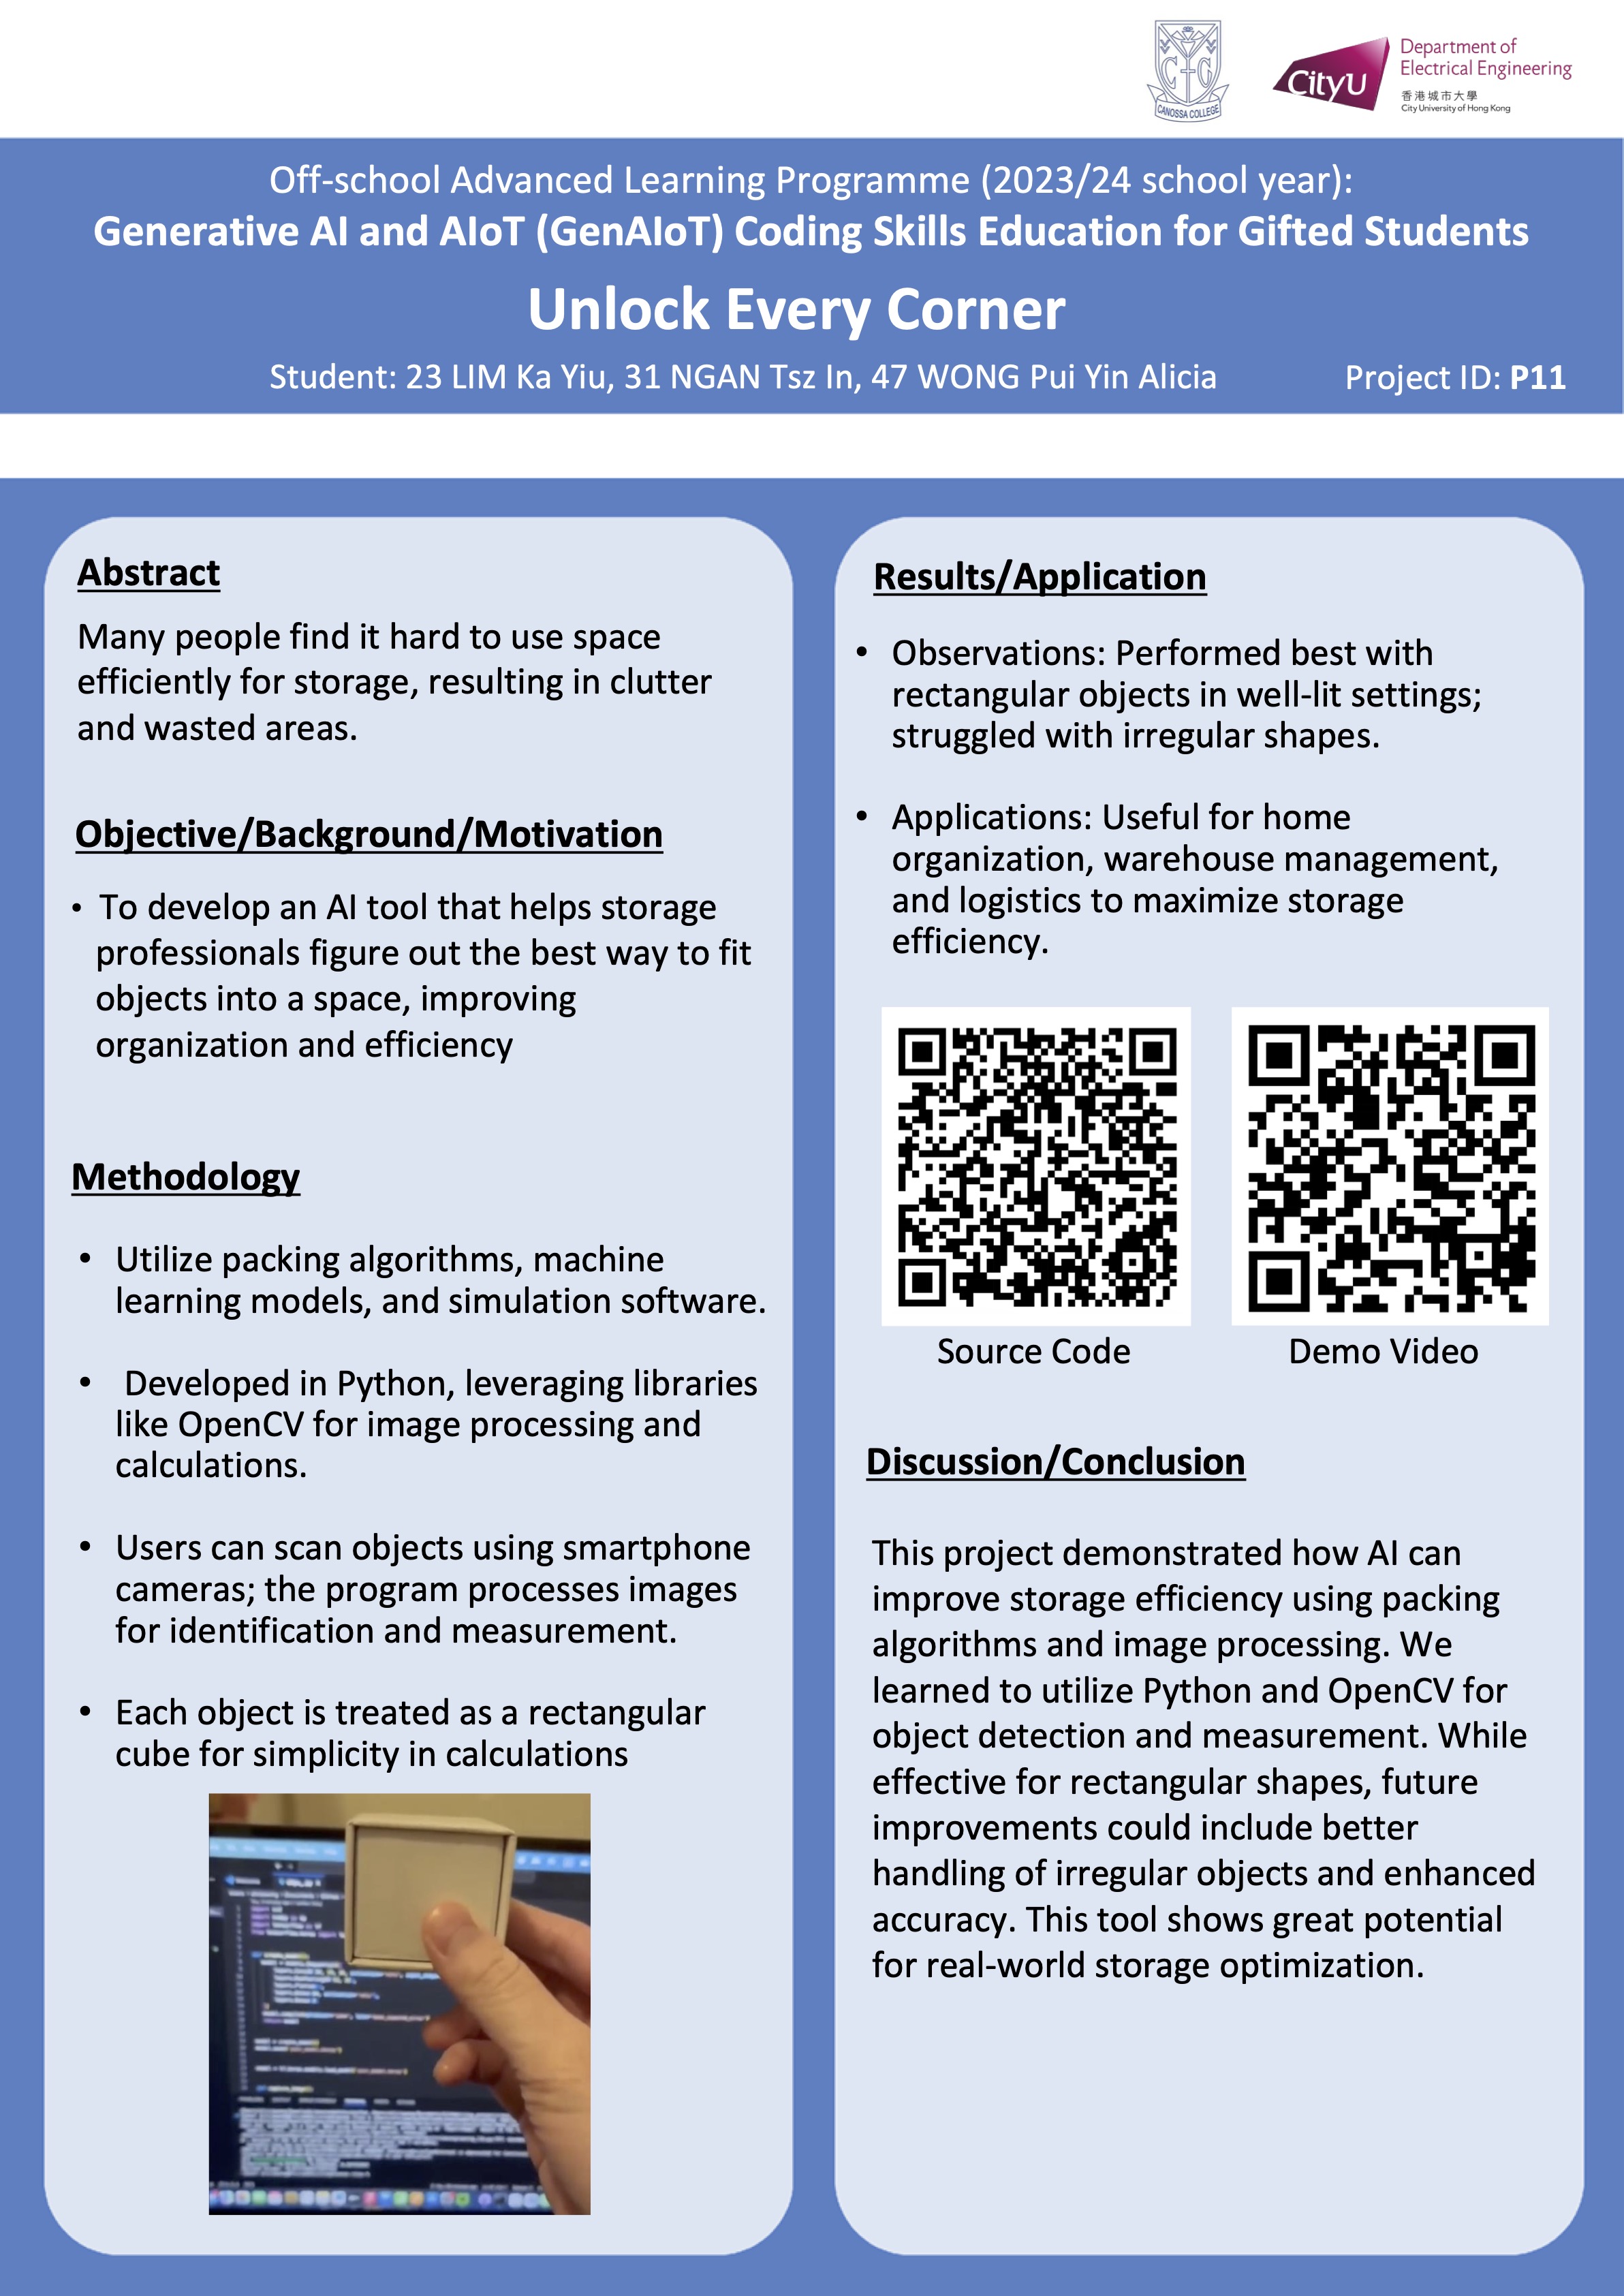 CANOSSA COLLEGE
CityU
Department of
Electrical Engineering
香港城市大學
City University of Hong Kong
Off-school Advanced Learning Programme (2023/24 school year):
Generative AI and AIoT (GenAIoT) Coding Skills Education for Gifted Students
Unlock Every Corner
Student: 23 LIM Ka Yiu, 31 NGAN Tsz In, 47 WONG Pui Yin Alicia
Project ID: P11
Abstract
Many people find it hard to use space
efficiently for storage, resulting in clutter
and wasted areas.
Objective/Background/Motivation
• To develop an AI tool that helps storage
professionals figure out the best way to fit
objects into a space, improving
organization and efficiency
Methodology
• Utilize packing algorithms, machine
learning models, and simulation software.
• Developed in Python, leveraging libraries
like OpenCV for image processing and
calculations.
• Users can scan objects using smartphone
cameras; the program processes images
for identification and measurement.
• Each object is treated as a rectangular
cube for simplicity in calculations
Results/Application
• Observations: Performed best with
rectangular objects in well-lit settings;
struggled with irregular shapes.
• Applications: Useful for home
organization, warehouse management,
and logistics to maximize storage
efficiency.
Source Code
Demo Video
Discussion/Conclusion
This project demonstrated how AI can
improve storage efficiency using packing
algorithms and image processing. We
learned to utilize Python and OpenCV for
object detection and measurement. While
effective for rectangular shapes, future
improvements could include better
handling of irregular objects and enhanced
accuracy. This tool shows great potential
for real-world storage optimization.